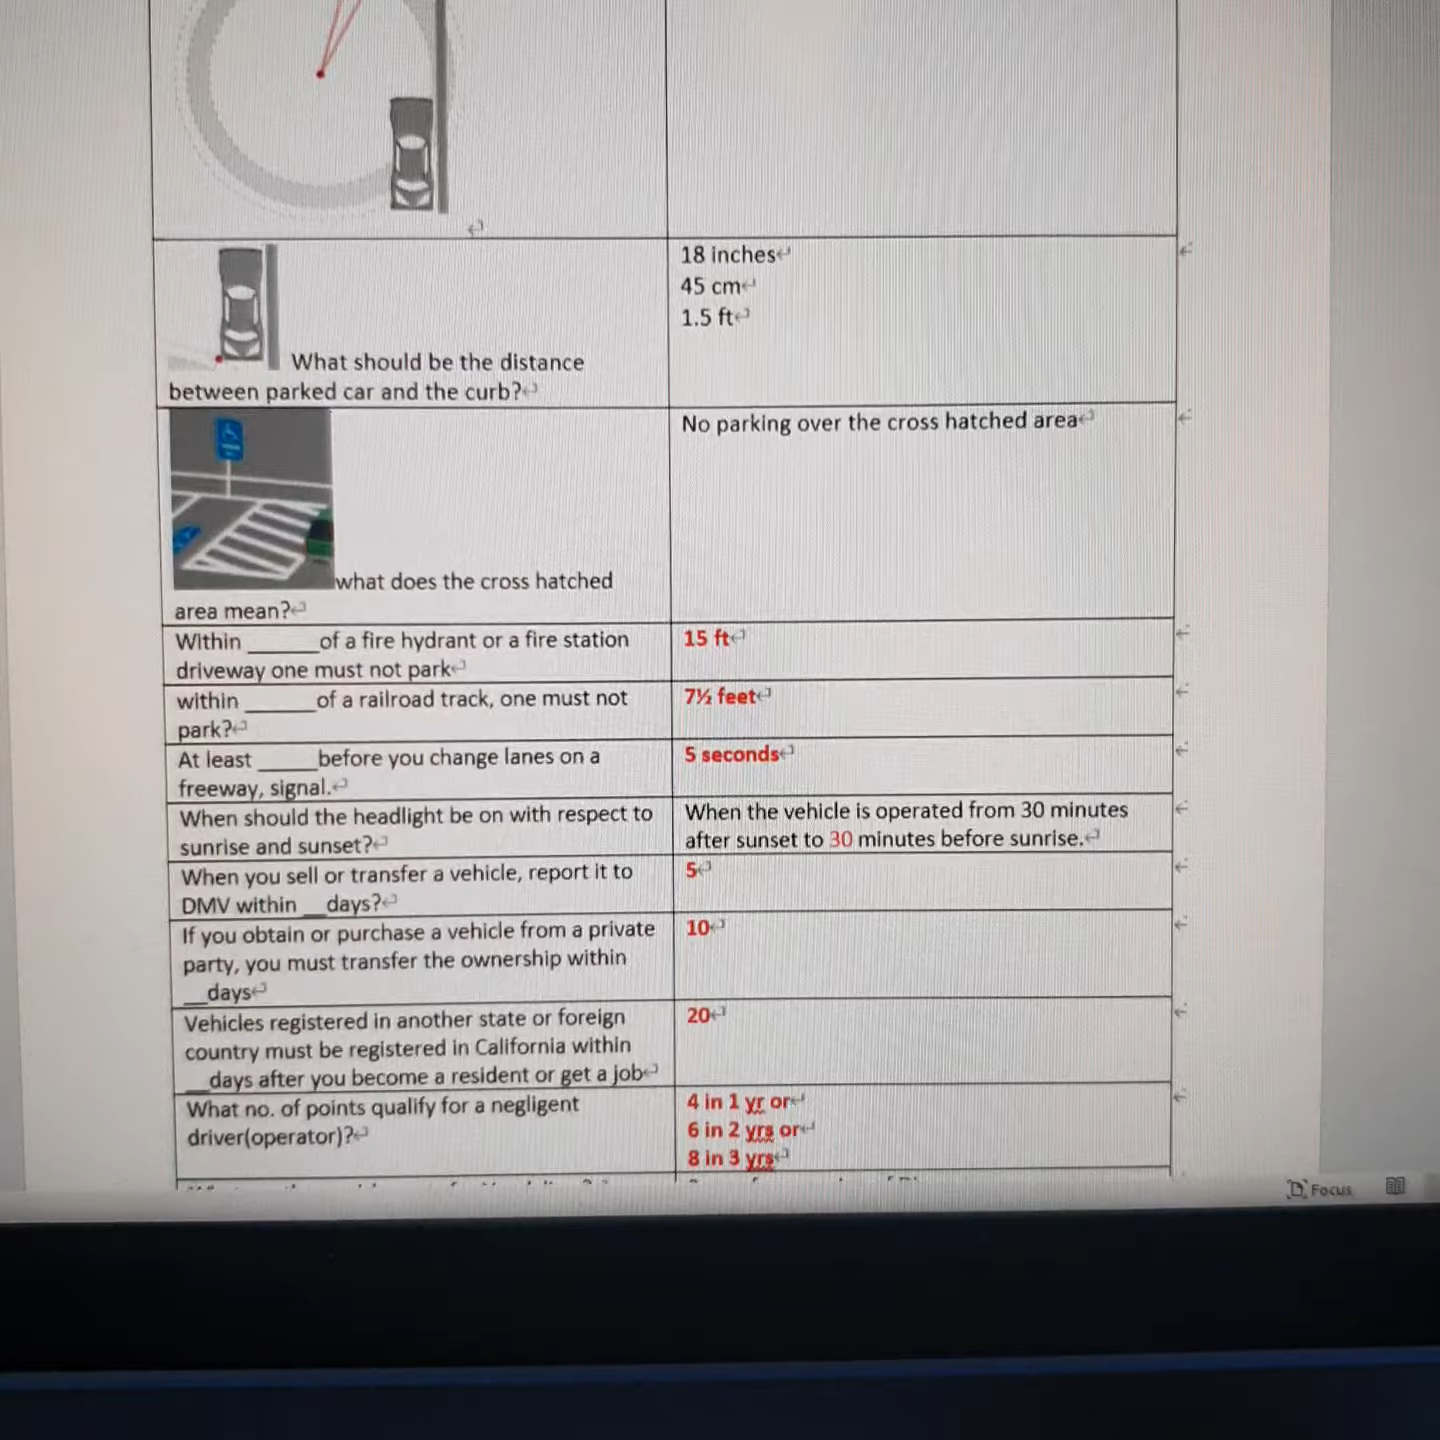 18 inches
45 cm
1.5 ft
What should be the distance
between parked car and the curb?
No parking over the cross hatched area
what does the cross hatched
area mean?
Within ______ of a fire hydrant or a fire station
driveway one must not park
15 ft
within ______ of a railroad track, one must not
park?
7½ feet
At least _____ before you change lanes on a
freeway, signal.
5 seconds
When should the headlight be on with respect to
sunrise and sunset?
When the vehicle is operated from 30 minutes
after sunset to 30 minutes before sunrise.
When you sell or transfer a vehicle, report it to
DMV within __ days?
5
If you obtain or purchase a vehicle from a private
party, you must transfer the ownership within
__days
10
Vehicles registered in another state or foreign
country must be registered in California within
__days after you become a resident or get a job
20
What no. of points qualify for a negligent
driver(operator)?
4 in 1 yr or
6 in 2 yrs or
8 in 3 yrs
Focus